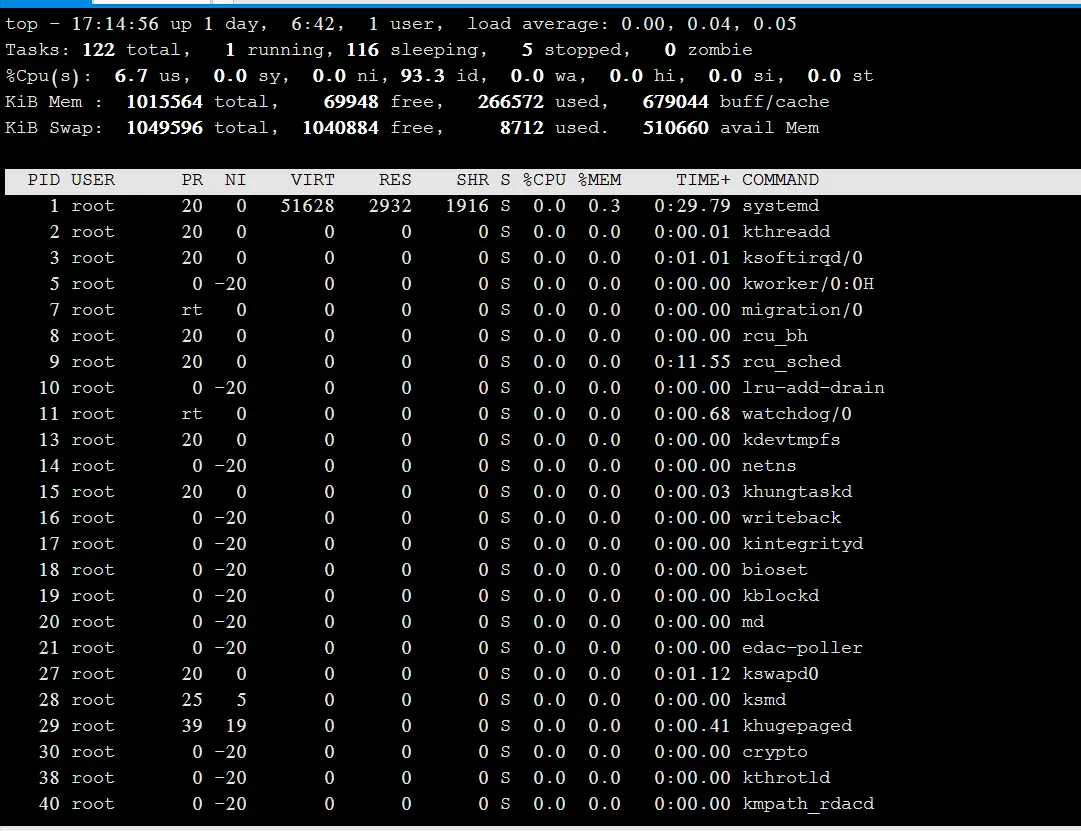 top - 17:14:56 up 1 day,  6:42,  1 user,  load average: 0.00, 0.04, 0.05
Tasks: 122 total,   1 running, 116 sleeping,   5 stopped,   0 zombie
%Cpu(s):  6.7 us,  0.0 sy,  0.0 ni, 93.3 id,  0.0 wa,  0.0 hi,  0.0 si,  0.0 st
KiB Mem :  1015564 total,    69948 free,   266572 used,   679044 buff/cache
KiB Swap:  1049596 total,  1040884 free,     8712 used.   510660 avail Mem
PID USER      PR  NI    VIRT    RES    SHR S %CPU %MEM     TIME+ COMMAND
1 root      20   0   51628   2932   1916 S  0.0  0.3   0:29.79 systemd
2 root      20   0       0      0      0 S  0.0  0.0   0:00.01 kthreadd
3 root      20   0       0      0      0 S  0.0  0.0   0:01.01 ksoftirqd/0
5 root       0 -20       0      0      0 S  0.0  0.0   0:00.00 kworker/0:0H
7 root      rt   0       0      0      0 S  0.0  0.0   0:00.00 migration/0
8 root      20   0       0      0      0 S  0.0  0.0   0:00.00 rcu_bh
9 root      20   0       0      0      0 S  0.0  0.0   0:11.55 rcu_sched
10 root       0 -20       0      0      0 S  0.0  0.0   0:00.00 lru-add-drain
11 root      rt   0       0      0      0 S  0.0  0.0   0:00.68 watchdog/0
13 root      20   0       0      0      0 S  0.0  0.0   0:00.00 kdevtmpfs
14 root       0 -20       0      0      0 S  0.0  0.0   0:00.00 netns
15 root      20   0       0      0      0 S  0.0  0.0   0:00.03 khungtaskd
16 root       0 -20       0      0      0 S  0.0  0.0   0:00.00 writeback
17 root       0 -20       0      0      0 S  0.0  0.0   0:00.00 kintegrityd
18 root       0 -20       0      0      0 S  0.0  0.0   0:00.00 bioset
19 root       0 -20       0      0      0 S  0.0  0.0   0:00.00 kblockd
20 root       0 -20       0      0      0 S  0.0  0.0   0:00.00 md
21 root       0 -20       0      0      0 S  0.0  0.0   0:00.00 edac-poller
27 root      20   0       0      0      0 S  0.0  0.0   0:01.12 kswapd0
28 root      25   5       0      0      0 S  0.0  0.0   0:00.00 ksmd
29 root      39  19       0      0      0 S  0.0  0.0   0:00.41 khugepaged
30 root       0 -20       0      0      0 S  0.0  0.0   0:00.00 crypto
38 root       0 -20       0      0      0 S  0.0  0.0   0:00.00 kthrotld
40 root       0 -20       0      0      0 S  0.0  0.0   0:00.00 kmpath_rdacd